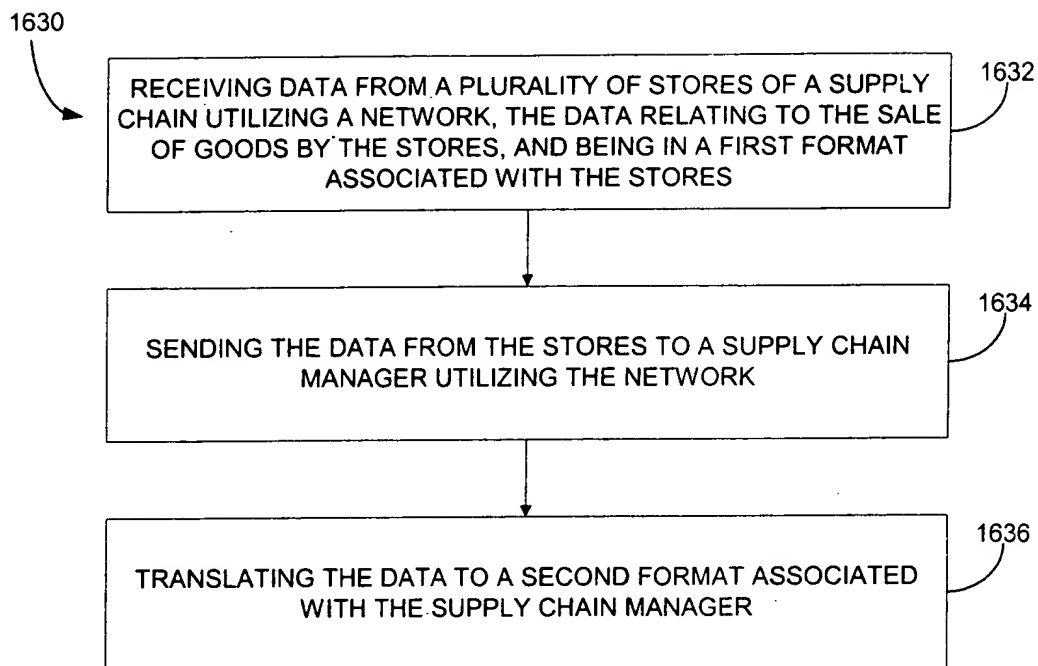 1630
RECEIVING DATA FROM A PLURALITY OF STORES OF A SUPPLY
CHAIN UTILIZING A NETWORK, THE DATA RELATING TO THE SALE
OF GOODS BY THE STORES, AND BEING IN A FIRST FORMAT
ASSOCIATED WITH THE STORES
1632
SENDING THE DATA FROM THE STORES TO A SUPPLY CHAIN
MANAGER UTILIZING THE NETWORK
1634
TRANSLATING THE DATA TO A SECOND FORMAT ASSOCIATED
WITH THE SUPPLY CHAIN MANAGER
1636